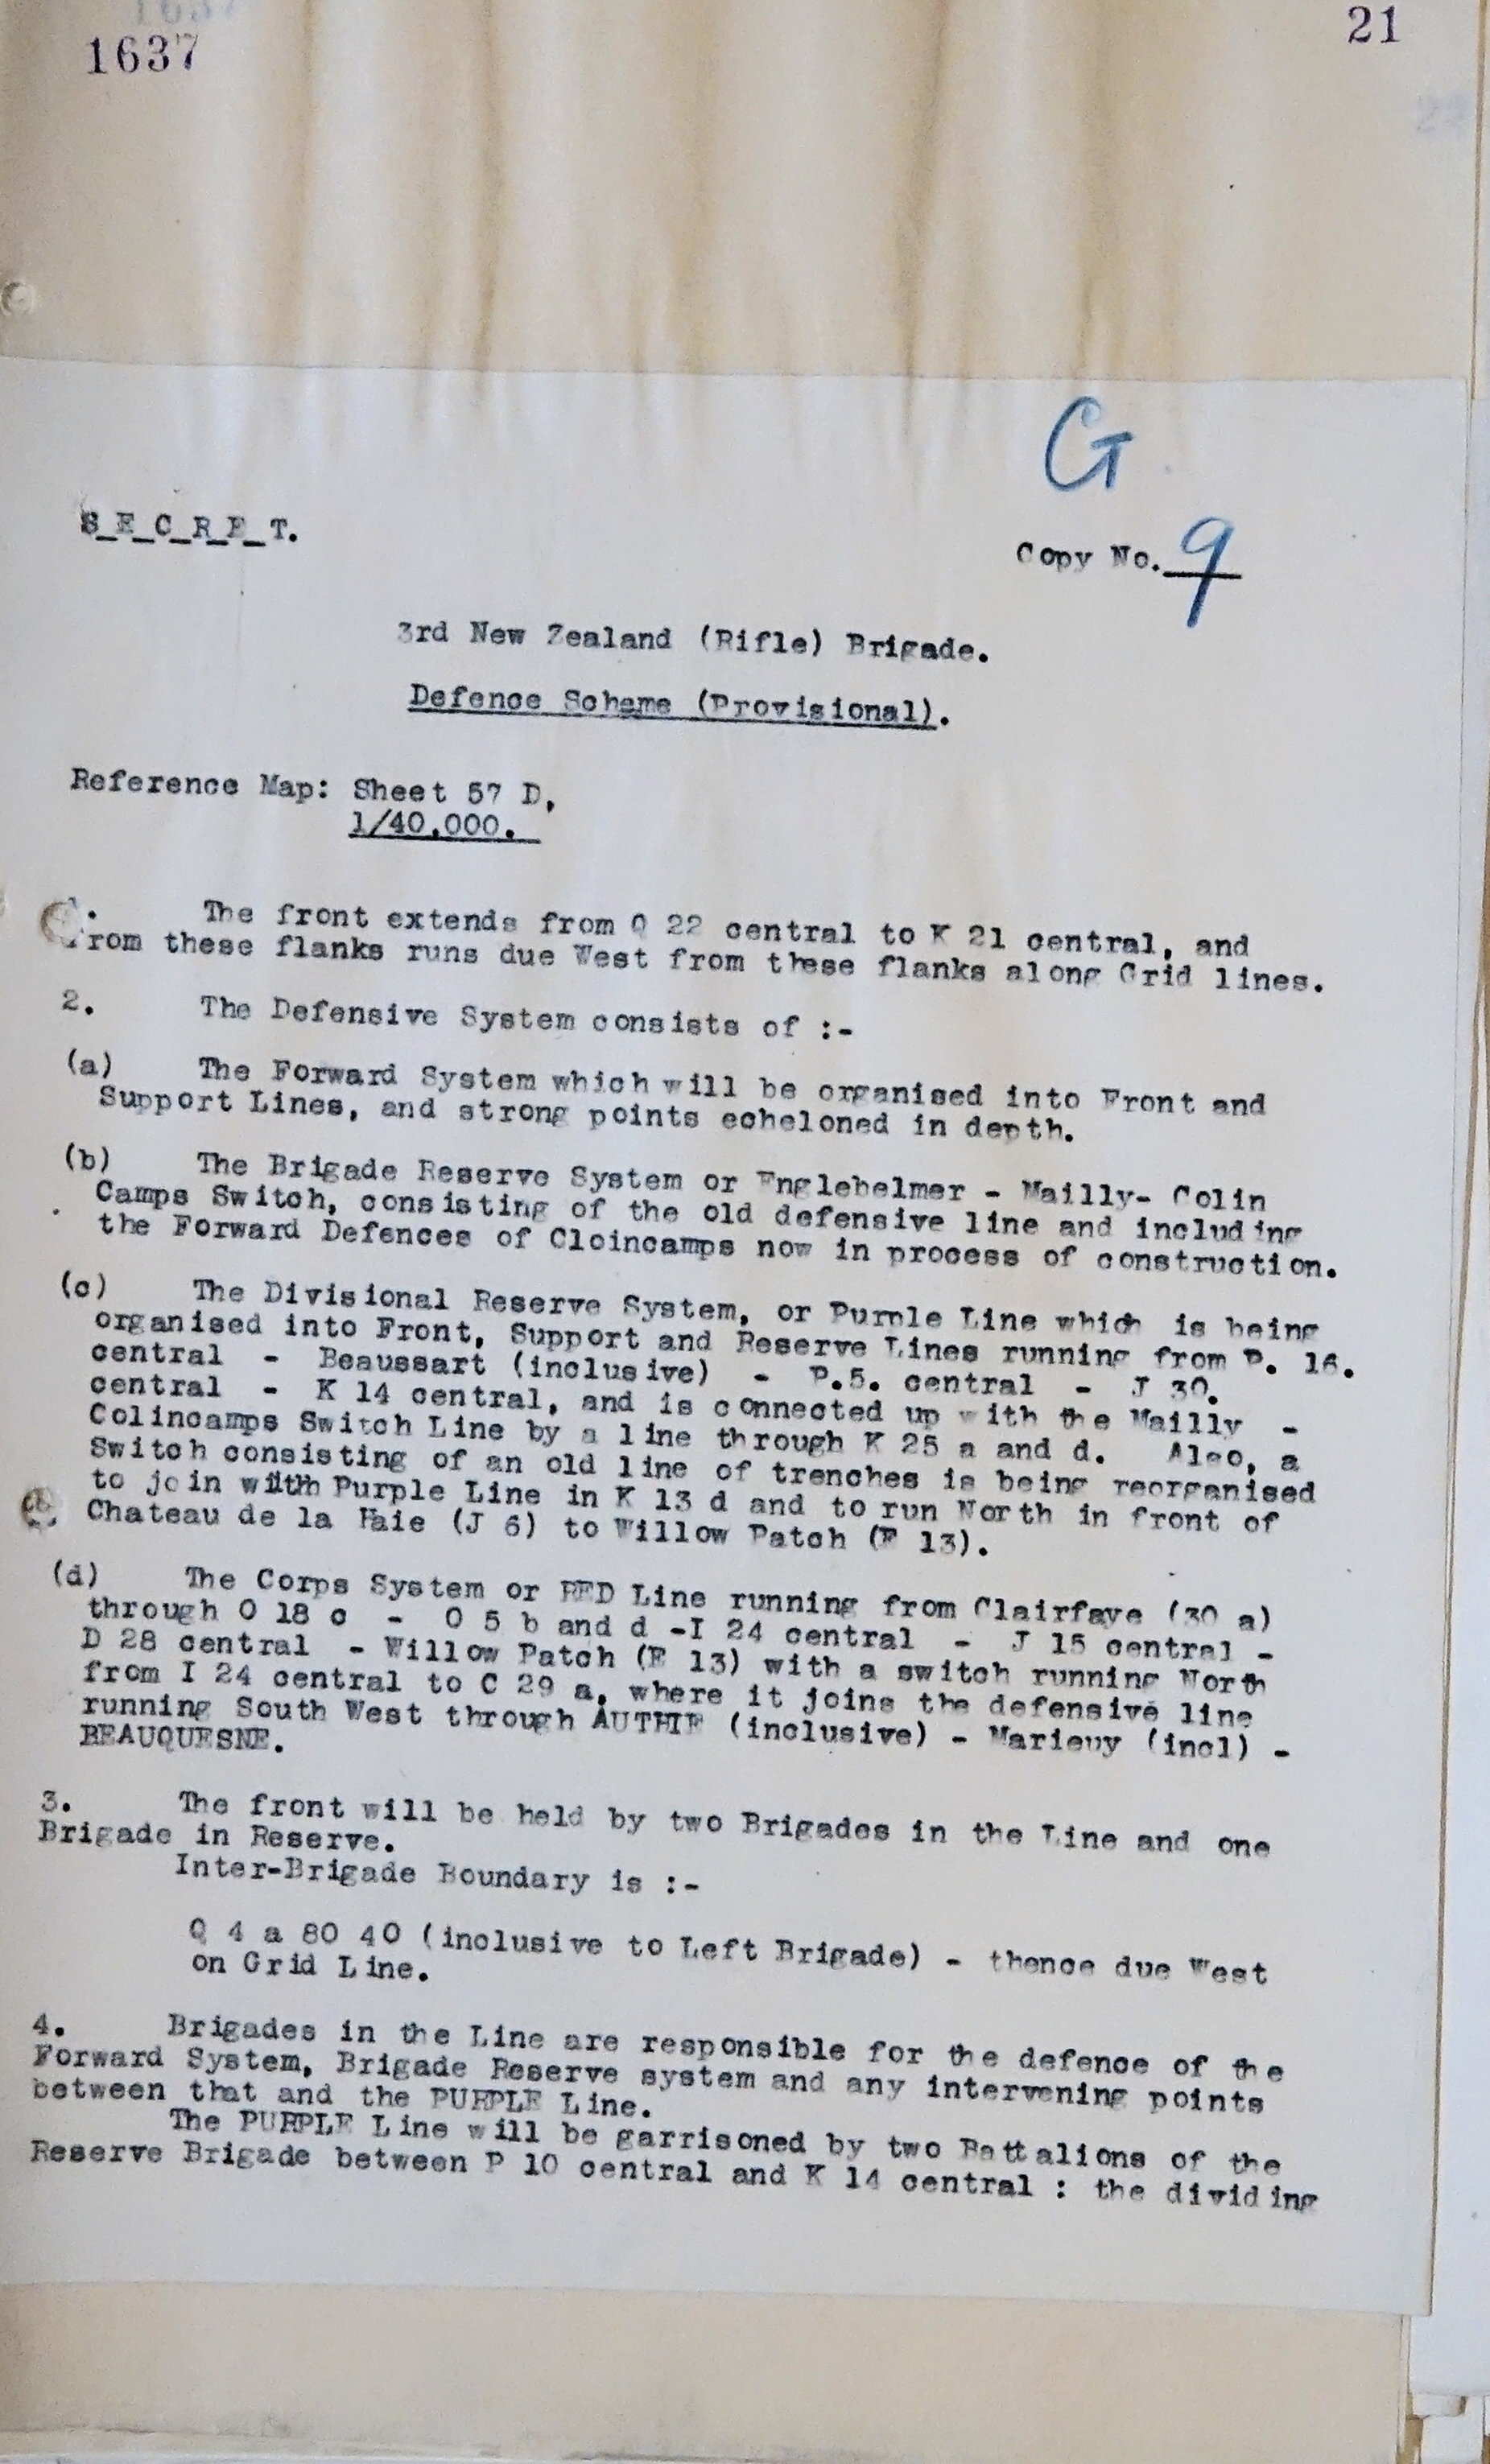 1637
21
G
S_E_C_R_E_T.
Copy No. 9
3rd New Zealand (Rifle) Brigade.
Defence Scheme (Provisional).
Reference Map: Sheet 57 D,
1/40,000.
The front extends from Q 22 central to K 21 central, and
from these flanks runs due West from these flanks along Grid lines.
2. The Defensive System consists of :-
(a) The Forward System which will be organised into Front and
Support Lines, and strong points echeloned in depth.
(b) The Brigade Reserve System or Englebelmer - Mailly- Colin
Camps Switch, consisting of the old defensive line and including
the Forward Defences of Cloincamps now in process of construction.
(c) The Divisional Reserve System, or Purple Line which is being
organised into Front, Support and Reserve Lines running from P. 16.
central - Beaussart (inclusive) - P.5. central - J 30.
central - K 14 central, and is connected up with the Mailly -
Colincamps Switch Line by a line through K 25 a and d. Also, a
Switch consisting of an old line of trenches is being reorganised
to join with Purple Line in K 13 d and to run North in front of
Chateau de la Haie (J 6) to Willow Patch (E 13).
(d) The Corps System or RED Line running from Clairfaye (30 a)
through O 18 c - O 5 b and d -I 24 central - J 15 central -
D 28 central - Willow Patch (E 13) with a switch running North
from I 24 central to C 29 a, where it joins the defensive line
running South West through AUTHIE (inclusive) - Marieuy (incl) -
BEAUQUESNE.
3. The front will be held by two Brigades in the Line and one
Brigade in Reserve.
Inter-Brigade Boundary is :-
Q 4 a 80 40 (inclusive to Left Brigade) - thence due West
on Grid Line.
4. Brigades in the Line are responsible for the defence of the
Forward System, Brigade Reserve system and any intervening points
between that and the PURPLE Line.
The PURPLE Line will be garrisoned by two Battalions of the
Reserve Brigade between P 10 central and K 14 central : the dividing